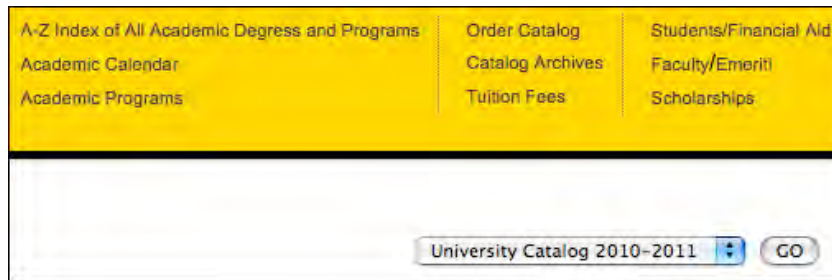 A-Z Index of All Academic Degress and Programs
Academic Calendar
Academic Programs
Order Catalog
Catalog Archives
Tuition Fees
Students/Financial Aid
Faculty/Emeriti
Scholarships
University Catalog 2010-2011
GO